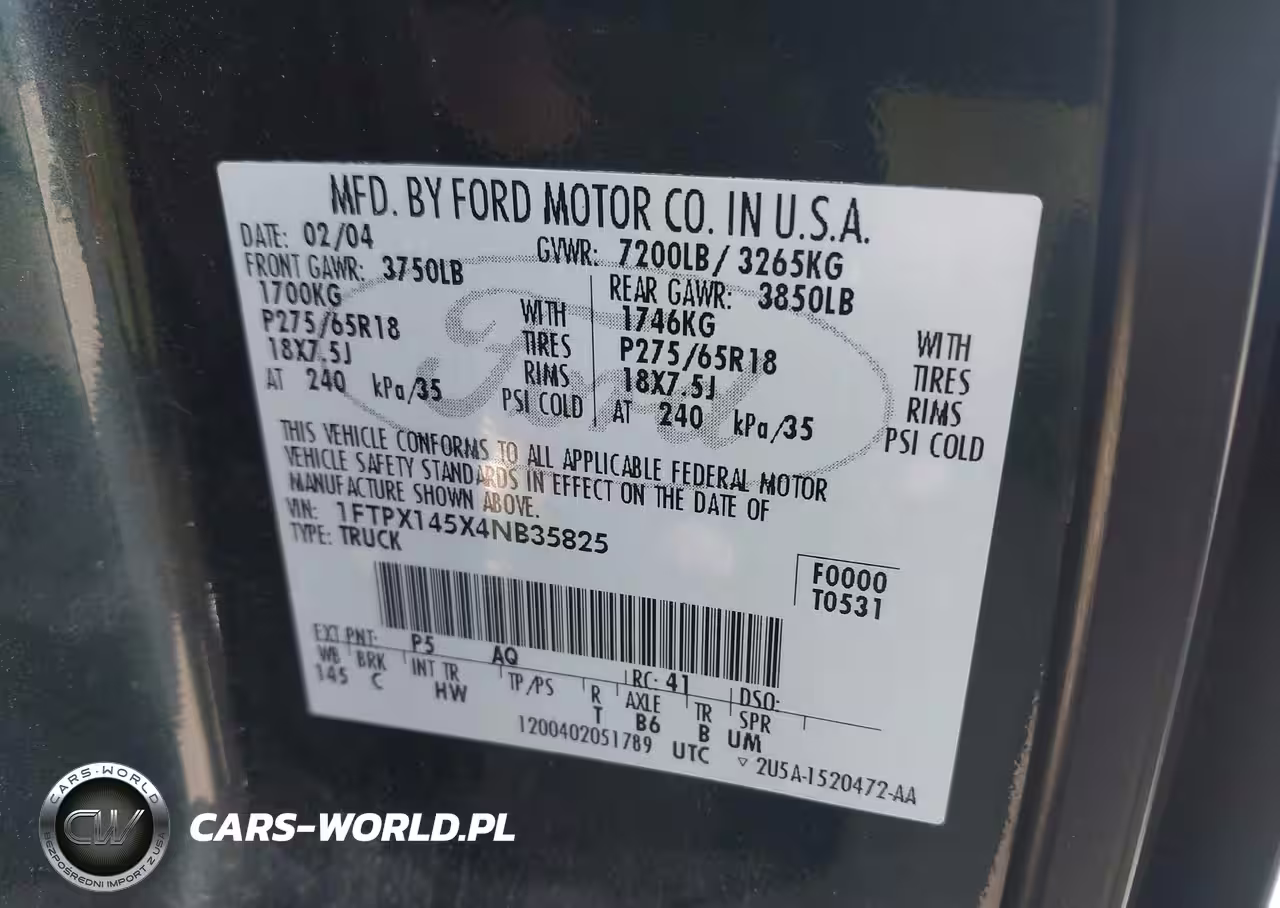 MFD. BY FORD MOTOR CO. IN U.S.A.
DATE: 02/04 GVWR: 7200LB / 3265KG
FRONT GAWR: 3750LB REAR GAWR: 3850LB
1700KG WITH 1746KG WITH
P275/65R18 TIRES P275/65R18 TIRES
18X7.5J RIMS 18X7.5J RIMS
AT 240 kPa/35 PSI COLD AT 240 kPa/35 PSI COLD
Ford
THIS VEHICLE CONFORMS TO ALL APPLICABLE FEDERAL MOTOR
VEHICLE SAFETY STANDARDS IN EFFECT ON THE DATE OF
MANUFACTURE SHOWN ABOVE.
VIN: 1FTPX145X4NB35825
TYPE: TRUCK
F0000
T0531
EXT PNT: P5 AQ RC: 41 DSO:
WB BRK INT TR TP/PS R AXLE TR SPR
145 C HW T B6 B UM
1200402051789 UTC ▽ 2U5A-1520472-AA
CARS-WORLD
CW
BEZPOŚREDNI IMPORT Z USA
CARS-WORLD.PL